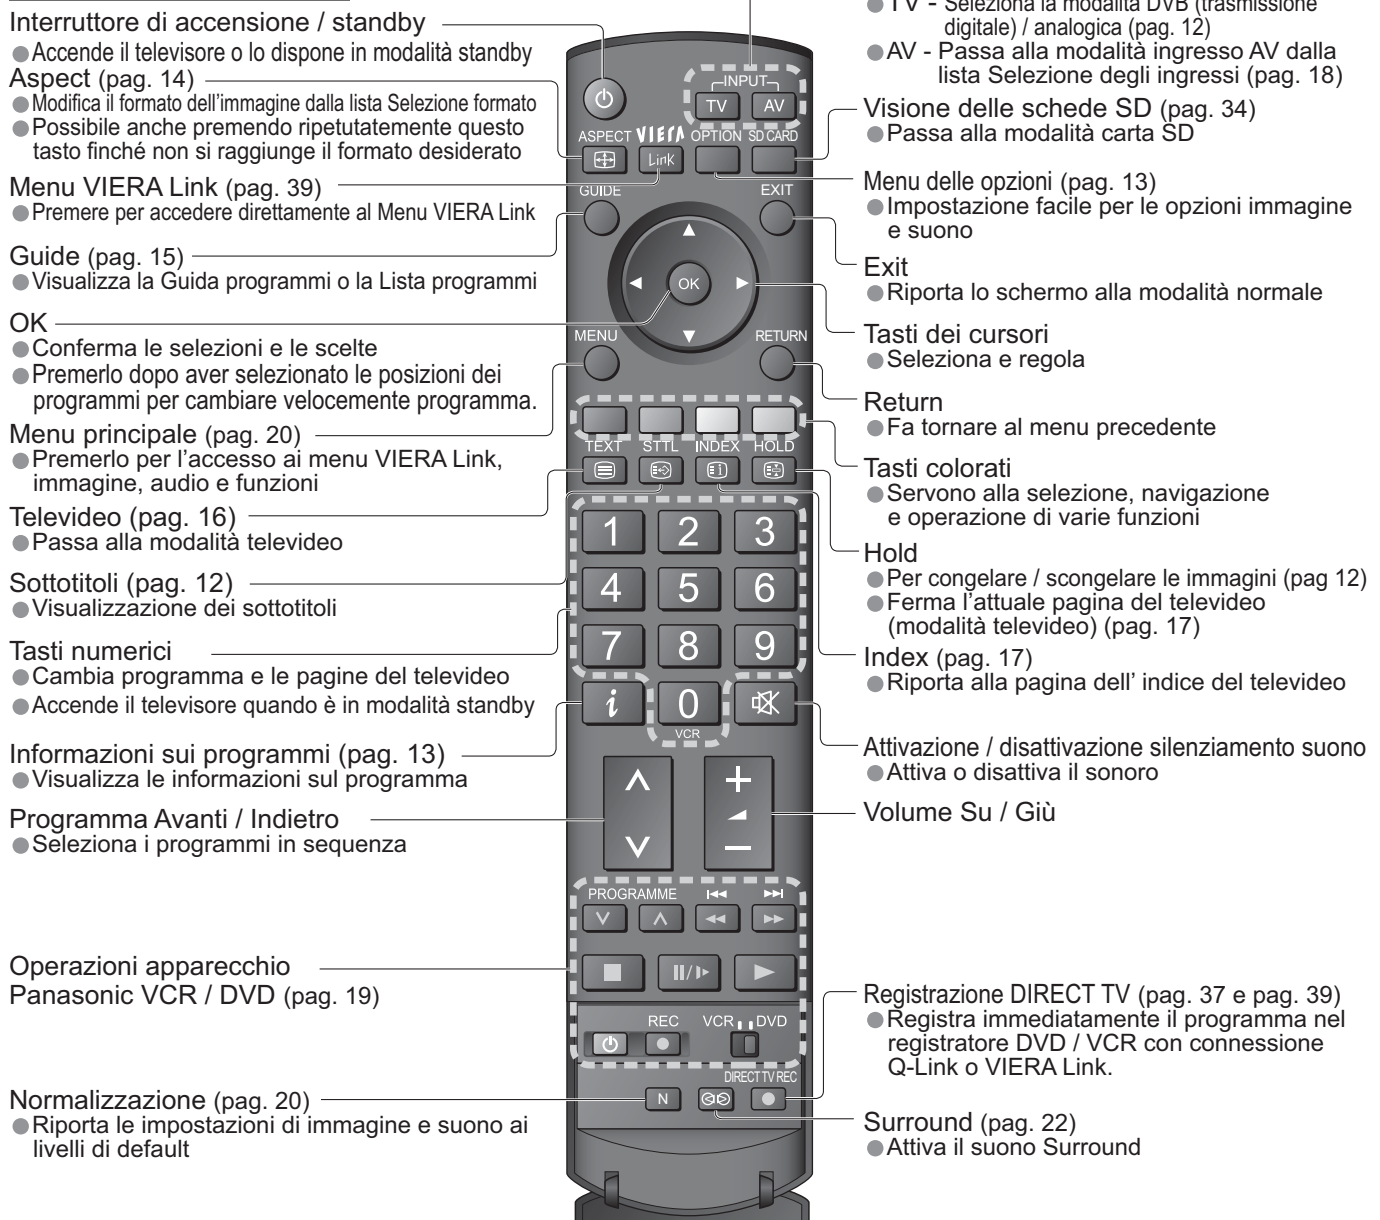 Interruttore di accensione / standby
●Accende il televisore o lo dispone in modalità standby
Aspect (pag. 14)
●Modifica il formato dell'immagine dalla lista Selezione formato
●Possibile anche premendo ripetutatemente questo
tasto finché non si raggiunge il formato desiderato
Menu VIERA Link (pag. 39)
●Premere per accedere direttamente al Menu VIERA Link
Guide (pag. 15)
●Visualizza la Guida programmi o la Lista programmi
OK
●Conferma le selezioni e le scelte
●Premerlo dopo aver selezionato le posizioni dei
programmi per cambiare velocemente programma.
Menu principale (pag. 20)
●Premerlo per l'accesso ai menu VIERA Link,
immagine, audio e funzioni
Televideo (pag. 16)
●Passa alla modalità televideo
Sottotitoli (pag. 12)
●Visualizzazione dei sottotitoli
Tasti numerici
●Cambia programma e le pagine del televideo
●Accende il televisore quando è in modalità standby
Informazioni sui programmi (pag. 13)
●Visualizza le informazioni sul programma
Programma Avanti / Indietro
●Seleziona i programmi in sequenza
Operazioni apparecchio
Panasonic VCR / DVD (pag. 19)
Normalizzazione (pag. 20)
●Riporta le impostazioni di immagine e suono ai
livelli di default
INPUT
TV AV
ASPECT VIERA OPTION SD CARD
Link
GUIDE EXIT
OK
MENU RETURN
TEXT STTL INDEX HOLD
1 2 3
4 5 6
7 8 9
i 0
VCR
PROGRAMME
REC VCR DVD
DIRECT TV REC
N
●TV - Seleziona la modalità DVB (trasmissione
digitale) / analogica (pag. 12)
●AV - Passa alla modalità ingresso AV dalla
lista Selezione degli ingressi (pag. 18)
Visione delle schede SD (pag. 34)
●Passa alla modalità carta SD
Menu delle opzioni (pag. 13)
●Impostazione facile per le opzioni immagine
e suono
Exit
●Riporta lo schermo alla modalità normale
Tasti dei cursori
●Seleziona e regola
Return
●Fa tornare al menu precedente
Tasti colorati
●Servono alla selezione, navigazione
e operazione di varie funzioni
Hold
●Per congelare / scongelare le immagini (pag 12)
●Ferma l'attuale pagina del televideo
(modalità televideo) (pag. 17)
Index (pag. 17)
●Riporta alla pagina dell' indice del televideo
Attivazione / disattivazione silenziamento suono
●Attiva o disattiva il sonoro
Volume Su / Giù
Registrazione DIRECT TV (pag. 37 e pag. 39)
●Registra immediatamente il programma nel
registratore DVD / VCR con connessione
Q-Link o VIERA Link.
Surround (pag. 22)
●Attiva il suono Surround